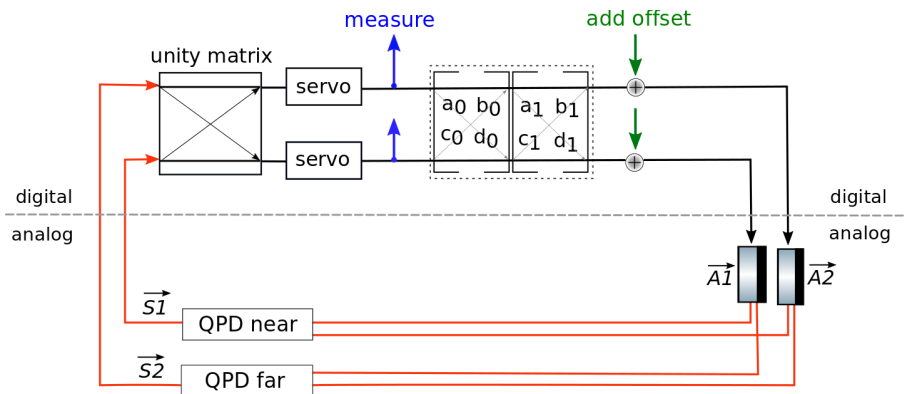 measure
add offset
unity matrix
servo
a0 b0
c0 d0
a1 b1
c1 d1
servo
digital
analog
digital
analog
A1
A2
S1
QPD near
S2
QPD far